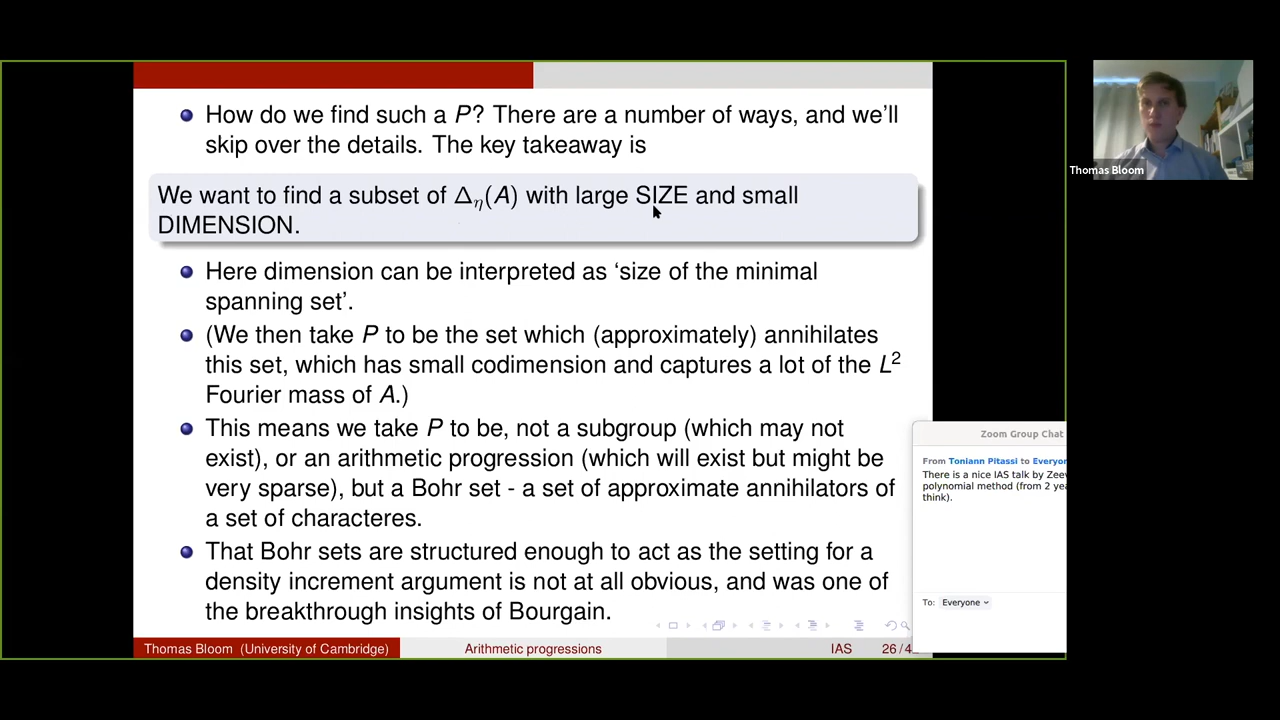 How do we find such a P? There are a number of ways, and we'll
skip over the details. The key takeaway is
We want to find a subset of Δη(A) with large SIZE and small
DIMENSION.
Here dimension can be interpreted as ‘size of the minimal
spanning set’.
(We then take P to be the set which (approximately) annihilates
this set, which has small codimension and captures a lot of the L²
Fourier mass of A.)
This means we take P to be, not a subgroup (which may not
exist), or an arithmetic progression (which will exist but might be
very sparse), but a Bohr set - a set of approximate annihilators of
a set of characteres.
That Bohr sets are structured enough to act as the setting for a
density increment argument is not at all obvious, and was one of
the breakthrough insights of Bourgain.
Thomas Bloom (University of Cambridge)
Arithmetic progressions
IAS
26 / 4
Thomas Bloom
Zoom Group Chat
From Toniann Pitassi to Everyo
There is a nice IAS talk by Zeev
polynomial method (from 2 yea
think).
To: Everyone